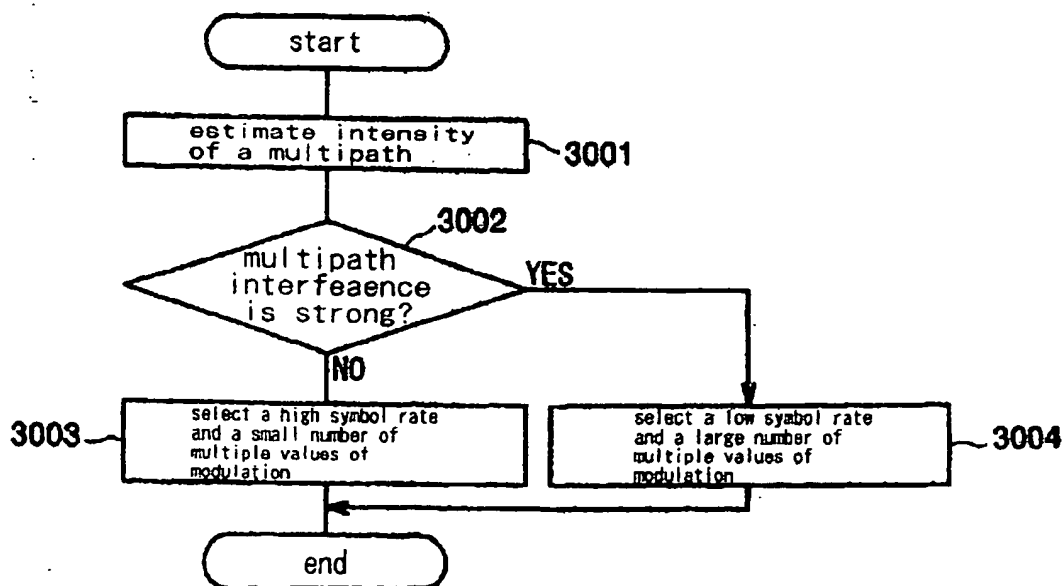 start
estimate intensity
of a multipath
3001
3002
multipath
interfeaence
is strong?
YES
NO
3003
select a high symbol rate
and a small number of
multiple values of
modulation
select a low symbol rate
and a large number of
multiple values of
modulation
3004
end